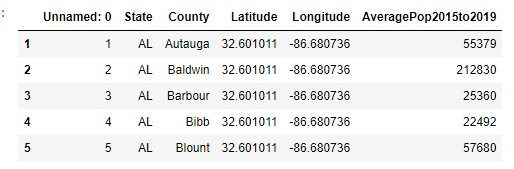 :
Unnamed: 0 State County Latitude Longitude AveragePop2015to2019
1 1 AL Autauga 32.601011 -86.680736 55379
2 2 AL Baldwin 32.601011 -86.680736 212830
3 3 AL Barbour 32.601011 -86.680736 25360
4 4 AL Bibb 32.601011 -86.680736 22492
5 5 AL Blount 32.601011 -86.680736 57680